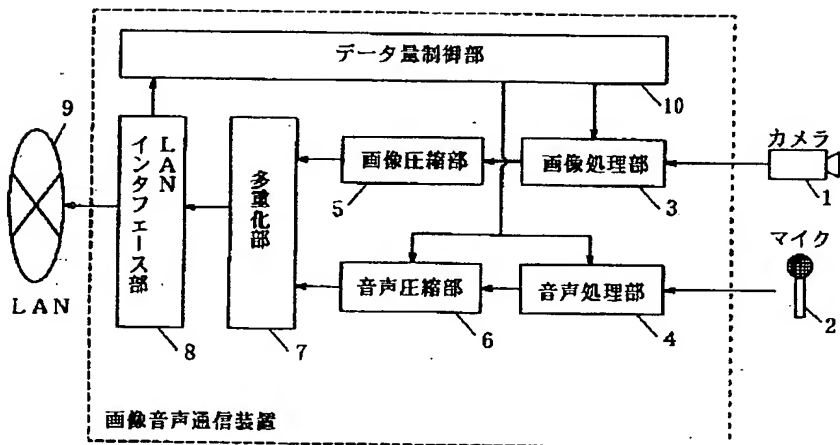 データ量制御部
10
9
LAN
インタフェース部
多重化部
画像圧縮部
5
画像処理部
3
カメラ
1
マイク
2
音声圧縮部
6
音声処理部
4
LAN
8
7
画像音声通信装置